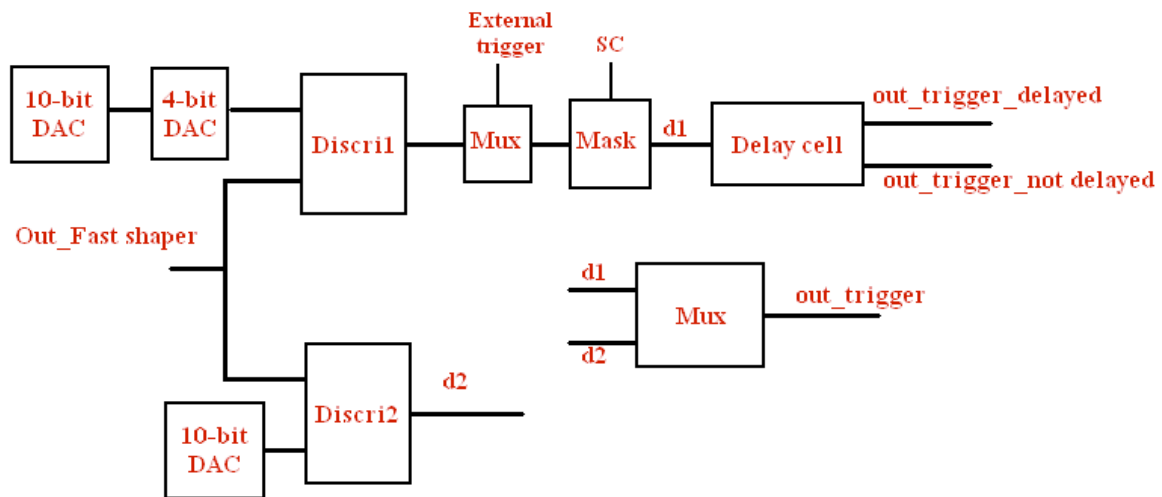 External
trigger
SC
10-bit
DAC
4-bit
DAC
Discri1
Mux
Mask
d1
Delay cell
out_trigger_delayed
out_trigger_not delayed
Out_Fast shaper
d1
d2
Mux
out_trigger
Discri2
d2
10-bit
DAC